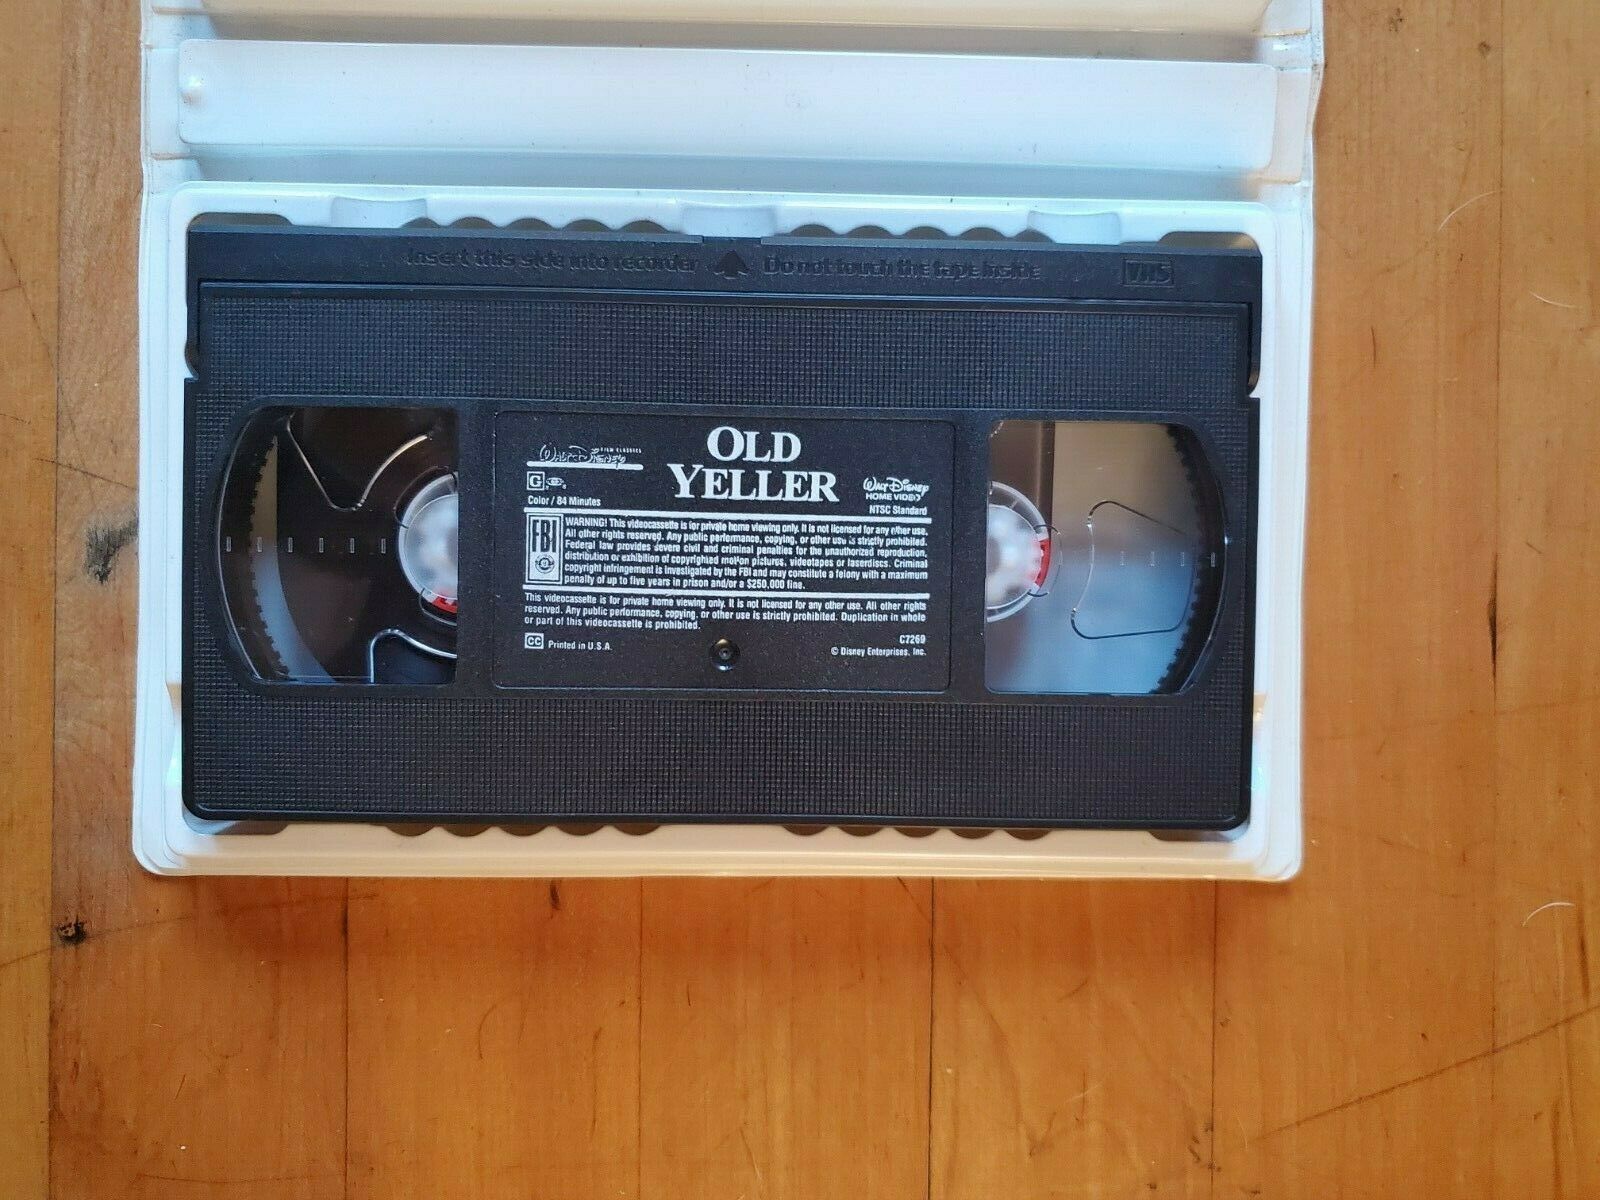 Insert this side into recorder Do not touch the tape inside VHS
WALT DISNEY FILM CLASSICS
OLD
YELLER
WALT DISNEY
HOME VIDEO
G
Color / 84 Minutes
NTSC Standard
FBI
WARNING! This videocassette is for private home viewing only. It is not licensed for any other use.
All other rights reserved. Any public performance, copying, or other use is strictly prohibited.
Federal law provides severe civil and criminal penalties for the unauthorized reproduction,
distribution or exhibition of copyrighted motion pictures, videotapes or laserdiscs. Criminal
copyright infringement is investigated by the FBI and may constitute a felony with a maximum
penalty of up to five years in prison and/or a $250,000 fine.
This videocassette is for private home viewing only. It is not licensed for any other use. All other rights
reserved. Any public performance, copying, or other use is strictly prohibited. Duplication in whole
or part of this videocassette is prohibited.
C7269
CC Printed in U.S.A.
© Disney Enterprises, Inc.